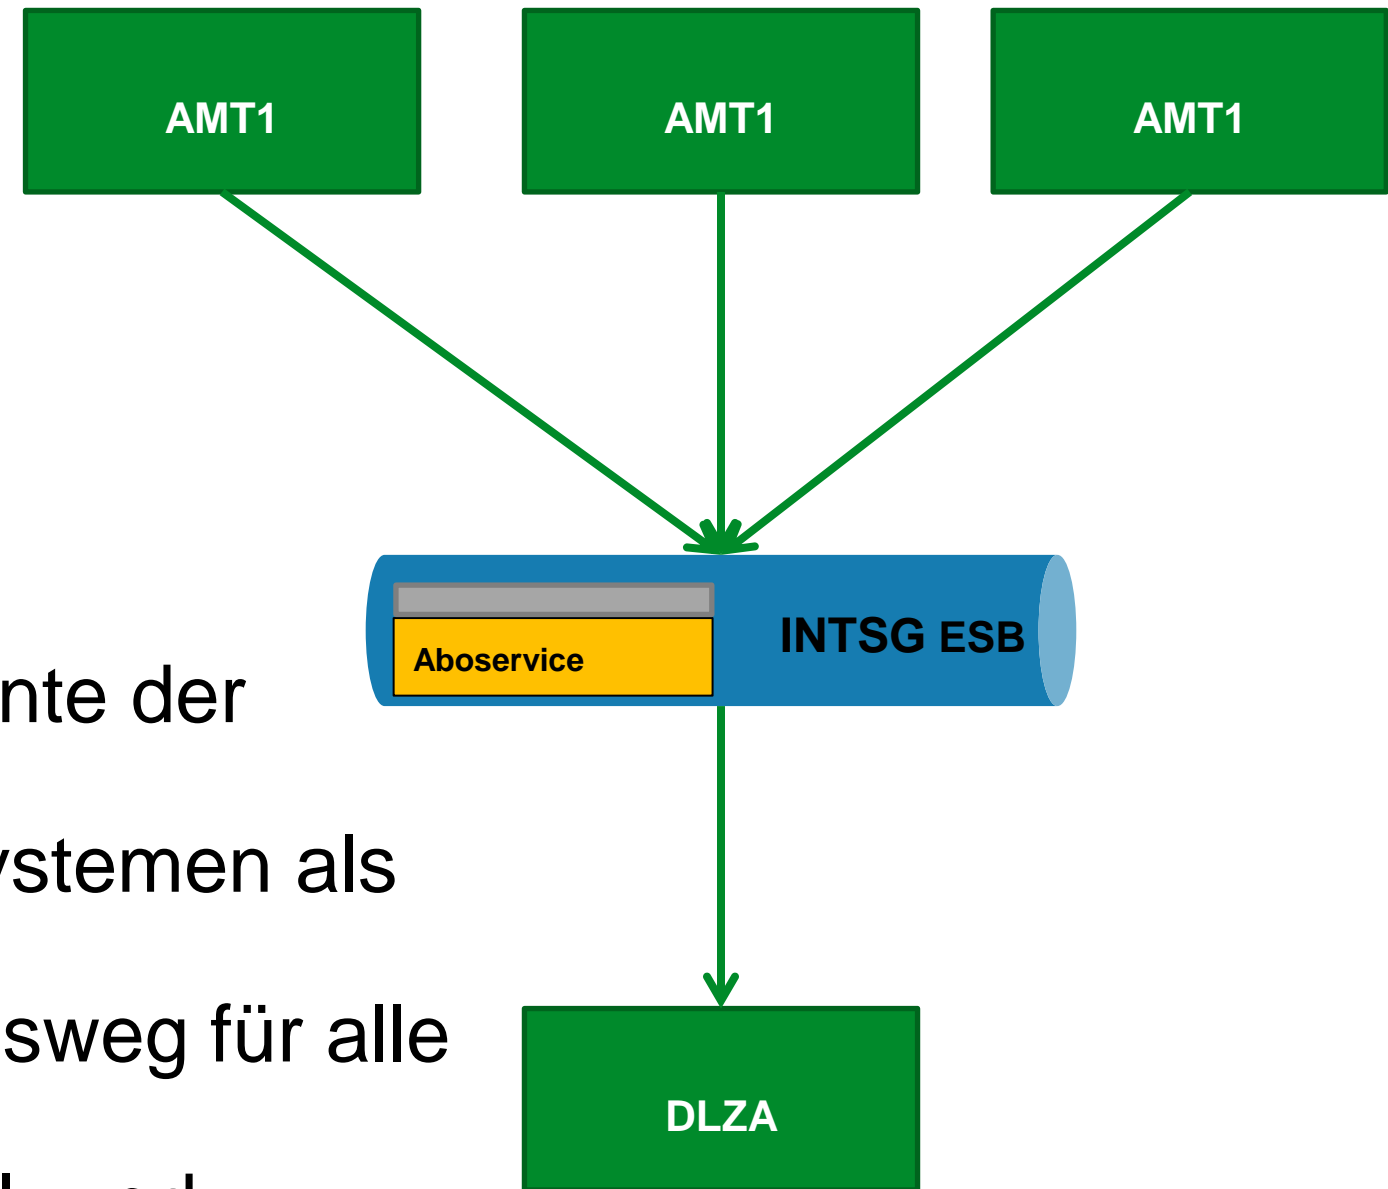 AMT1 AMT1 AMT1
INTSG ESB
Aboservice
nte der
ystemen als
sweg für alle
DLZA